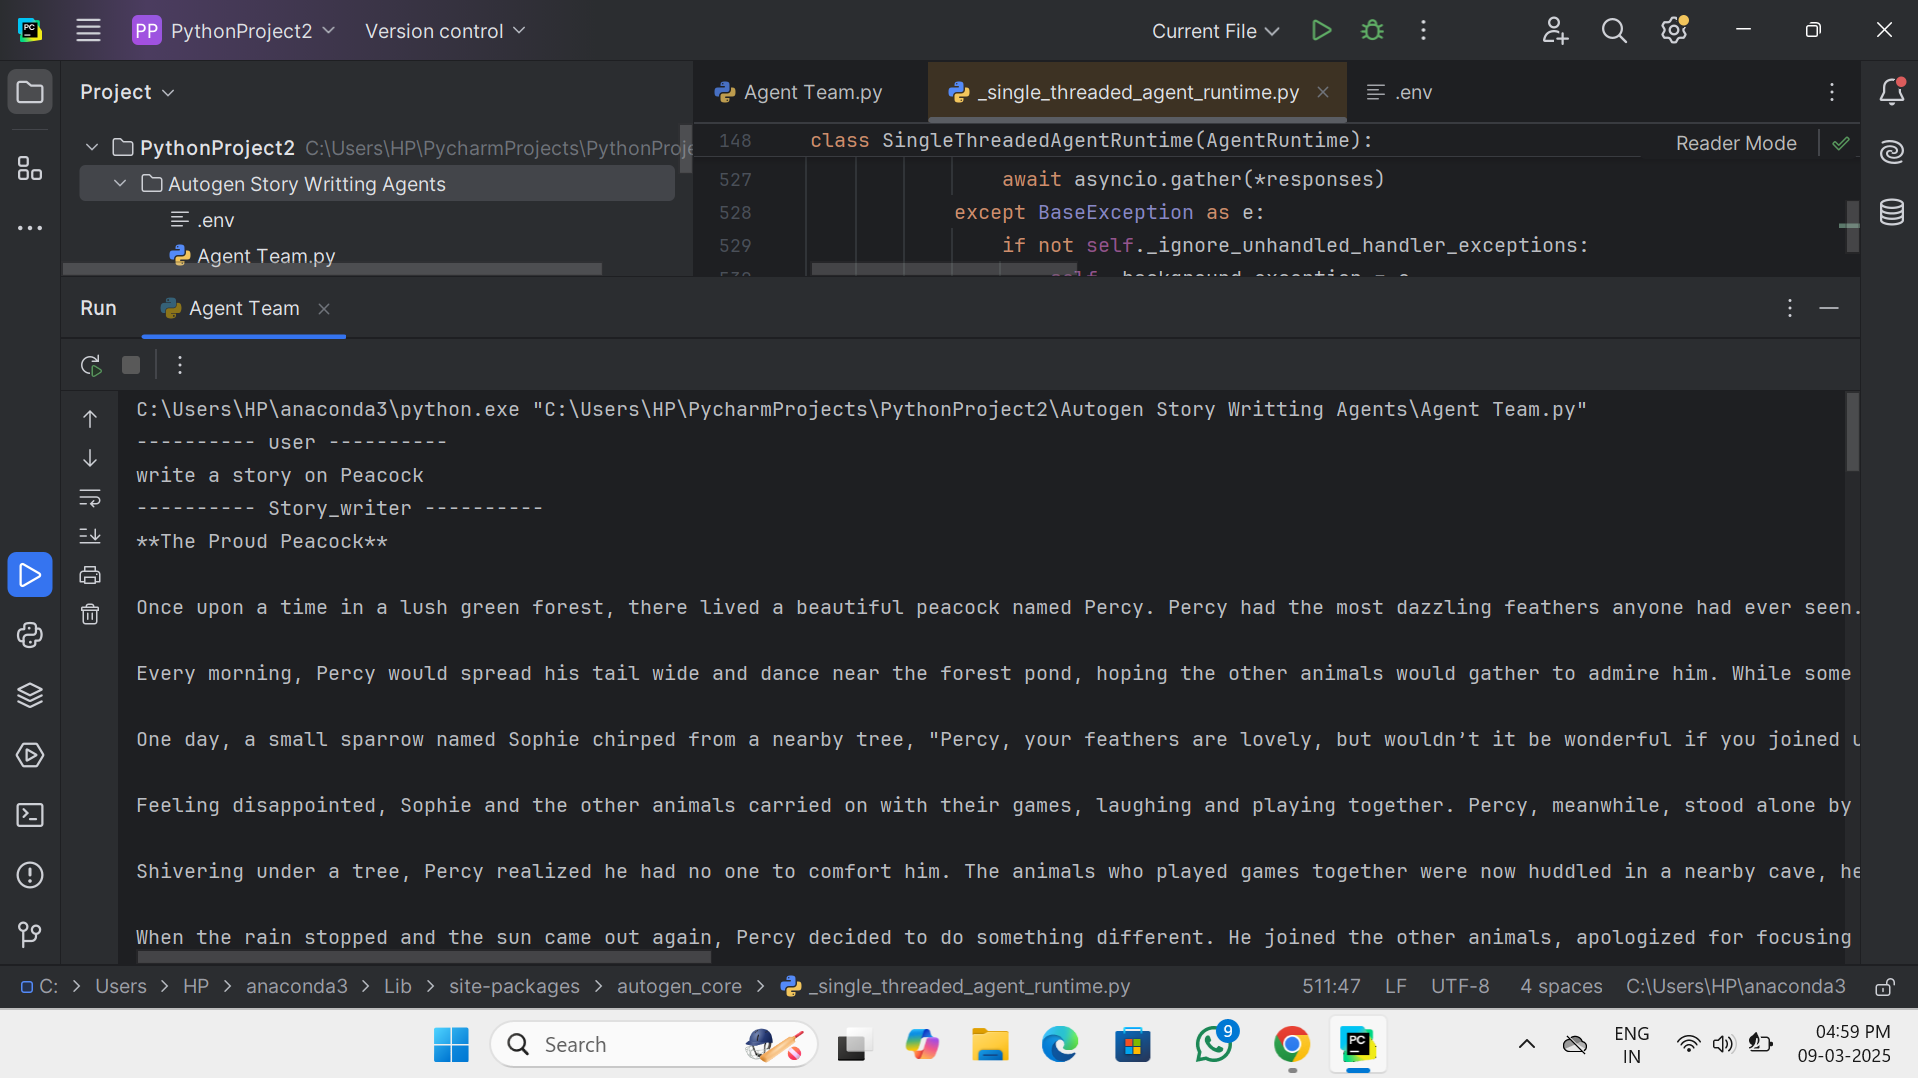 PC
PP PythonProject2
Version control
Current File
Project
Agent Team.py
_single_threaded_agent_runtime.py
.env
PythonProject2 C:\Users\HP\PycharmProjects\PythonProje
Autogen Story Writting Agents
.env
Agent Team.py
148 class SingleThreadedAgentRuntime(AgentRuntime):
Reader Mode
527 await asyncio.gather(*responses)
528 except BaseException as e:
529 if not self._ignore_unhandled_handler_exceptions:
530 self._background_exception = e
Run
Agent Team
C:\Users\HP\anaconda3\python.exe "C:\Users\HP\PycharmProjects\PythonProject2\Autogen Story Writting Agents\Agent Team.py"
---------- user ----------
write a story on Peacock
---------- Story_writer ----------
**The Proud Peacock**
Once upon a time in a lush green forest, there lived a beautiful peacock named Percy. Percy had the most dazzling feathers anyone had ever seen.
Every morning, Percy would spread his tail wide and dance near the forest pond, hoping the other animals would gather to admire him. While some
One day, a small sparrow named Sophie chirped from a nearby tree, "Percy, your feathers are lovely, but wouldn’t it be wonderful if you joined u
Feeling disappointed, Sophie and the other animals carried on with their games, laughing and playing together. Percy, meanwhile, stood alone by
Shivering under a tree, Percy realized he had no one to comfort him. The animals who played games together were now huddled in a nearby cave, he
When the rain stopped and the sun came out again, Percy decided to do something different. He joined the other animals, apologized for focusing
C: > Users > HP > anaconda3 > Lib > site-packages > autogen_core > _single_threaded_agent_runtime.py
511:47 LF UTF-8 4 spaces C:\Users\HP\anaconda3
Search
9
PC
ENG
IN
04:59 PM
09-03-2025